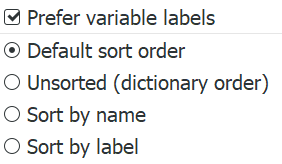 Prefer variable labels
Default sort order
Unsorted (dictionary order)
Sort by name
Sort by label